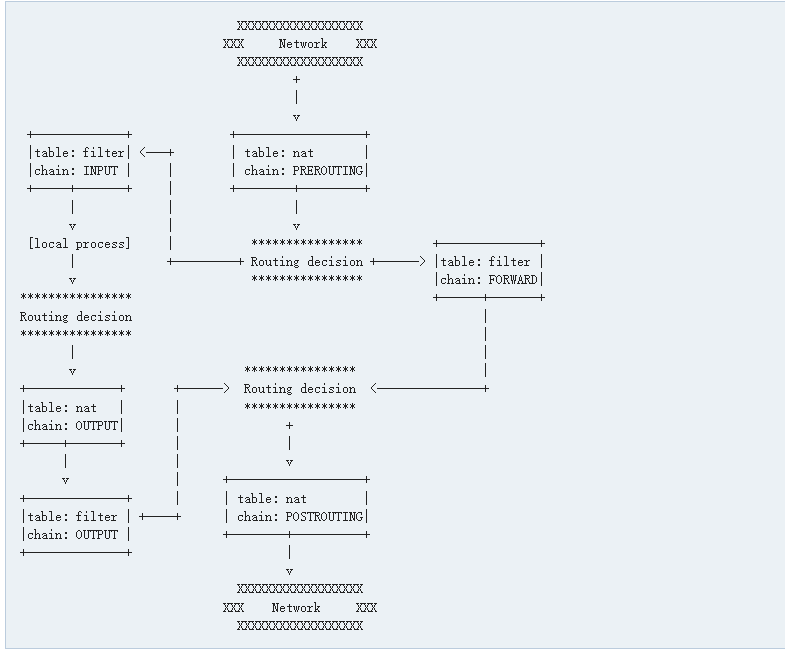 XXXXXXXXXXXXXXXXXX
XXX Network XXX
XXXXXXXXXXXXXXXXXX
+
|
v
+-------------+ +------------------+
|table: filter| <---+ | table: nat |
|chain: INPUT | | | chain: PREROUTING|
+-----+-------+ | +--------+---------+
| | |
v | v
[local process] | ****************
| +---------+ Routing decision +------> |table: filter |
v **************** |chain: FORWARD|
**************** +------+-------+
Routing decision |
**************** |
| |
v **************** |
+-------------+ +------> Routing decision <---------------+
|table: nat | | ****************
|chain: OUTPUT| | +
+-----+-------+ | |
| | v
v | +-------------------+
+--------------+ | | table: nat |
|table: filter | +----+ | chain: POSTROUTING|
|chain: OUTPUT | +--------+----------+
+--------------+ |
v
XXXXXXXXXXXXXXXXXX
XXX Network XXX
XXXXXXXXXXXXXXXXXX